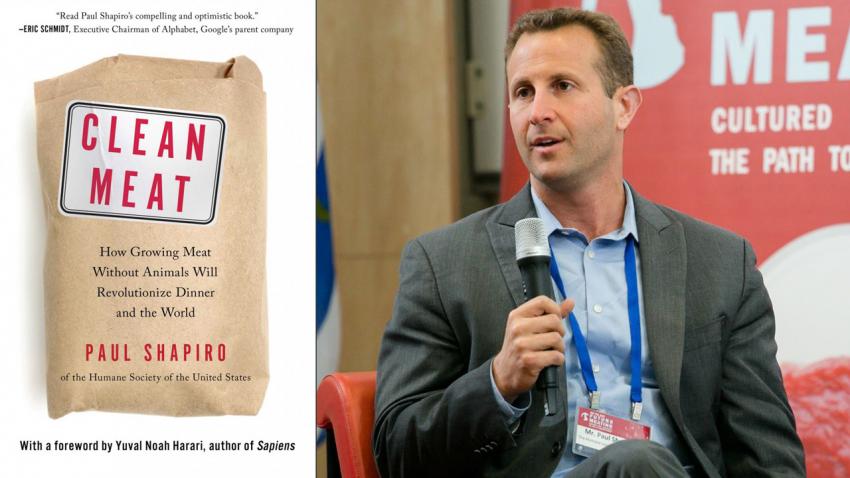 “Read Paul Shapiro’s compelling and optimistic book.”
—ERIC SCHMIDT, Executive Chairman of Alphabet, Google’s parent company
CLEAN
MEAT
How Growing Meat
Without Animals Will
Revolutionize Dinner
and the World
PAUL SHAPIRO
of the Humane Society of the United States
With a foreword by Yuval Noah Harari, author of Sapiens
CULTURED
THE PATH
Mr. Paul